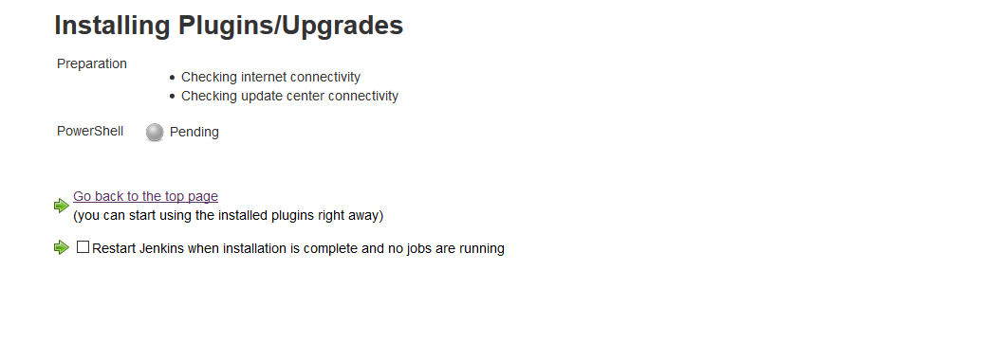 Installing Plugins/Upgrades
Preparation
Checking internet connectivity
Checking update center connectivity
PowerShell Pending
Go back to the top page
(you can start using the installed plugins right away)
Restart Jenkins when installation is complete and no jobs are running